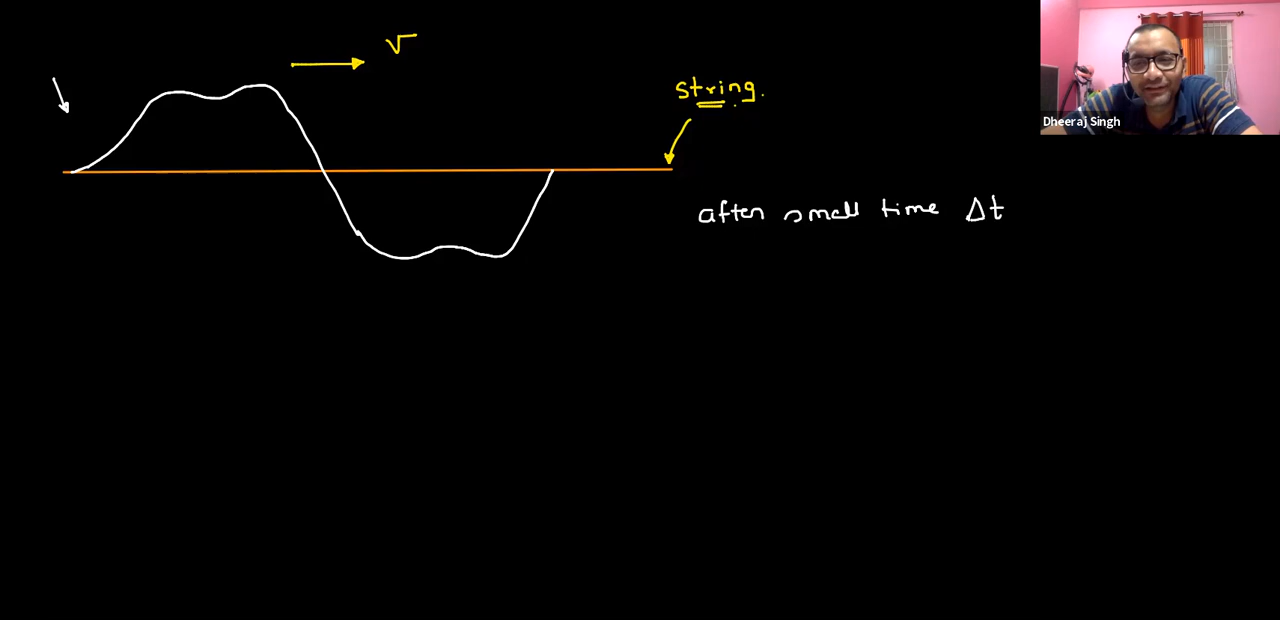 v
string.
Dheeraj Singh
after small time Δt